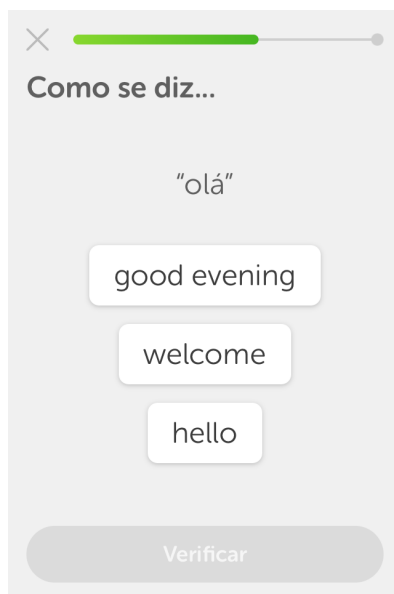 Como se diz...
“olá”
good evening
welcome
hello
Verificar